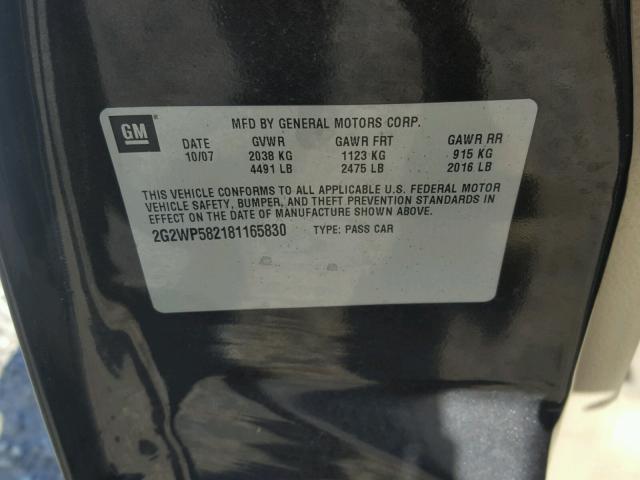 GM
MFD BY GENERAL MOTORS CORP.
DATE GVWR GAWR FRT GAWR RR
10/07 2038 KG 1123 KG 915 KG
4491 LB 2475 LB 2016 LB
THIS VEHICLE CONFORMS TO ALL APPLICABLE U.S. FEDERAL MOTOR
VEHICLE SAFETY, BUMPER, AND THEFT PREVENTION STANDARDS IN
EFFECT ON THE DATE OF MANUFACTURE SHOWN ABOVE.
2G2WP582181165830 TYPE: PASS CAR